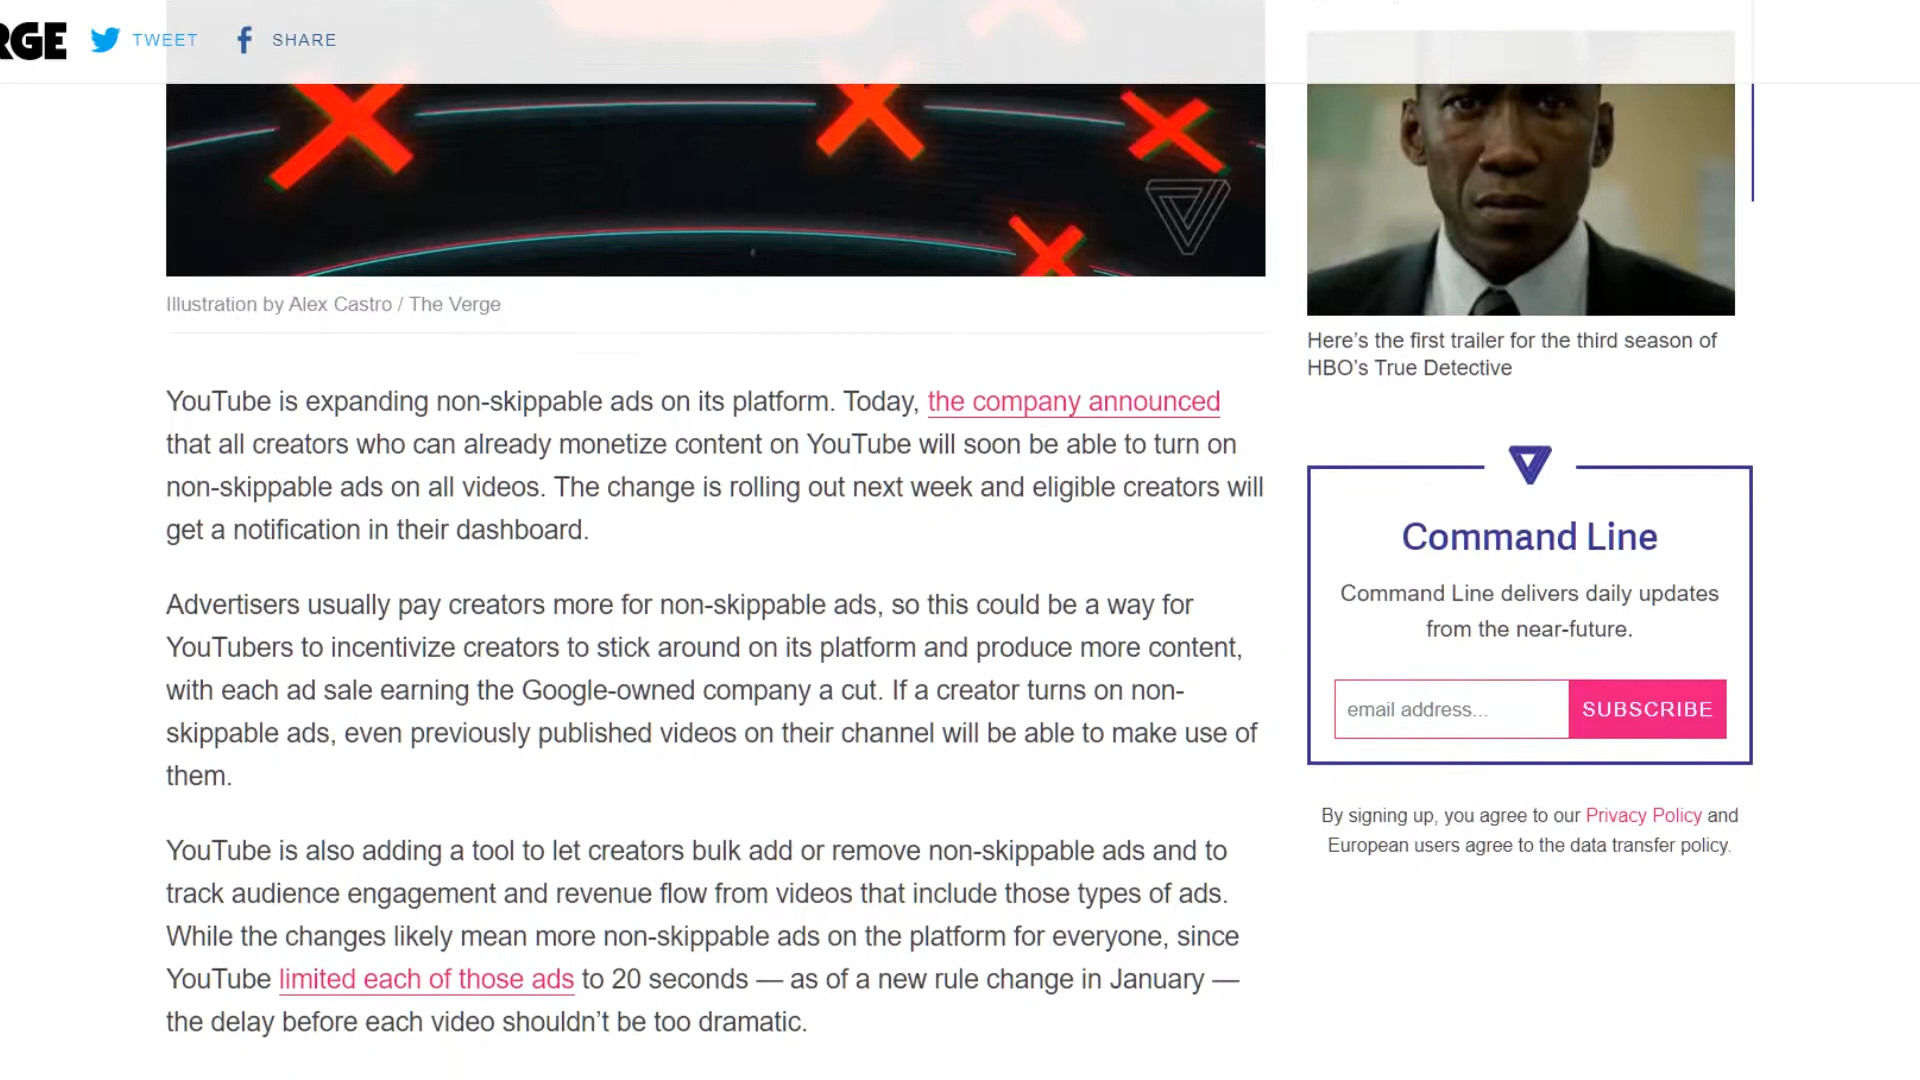 RGE
TWEET
SHARE
Illustration by Alex Castro / The Verge
YouTube is expanding non-skippable ads on its platform. Today, the company announced
that all creators who can already monetize content on YouTube will soon be able to turn on
non-skippable ads on all videos. The change is rolling out next week and eligible creators will
get a notification in their dashboard.
Advertisers usually pay creators more for non-skippable ads, so this could be a way for
YouTubers to incentivize creators to stick around on its platform and produce more content,
with each ad sale earning the Google-owned company a cut. If a creator turns on non-
skippable ads, even previously published videos on their channel will be able to make use of
them.
YouTube is also adding a tool to let creators bulk add or remove non-skippable ads and to
track audience engagement and revenue flow from videos that include those types of ads.
While the changes likely mean more non-skippable ads on the platform for everyone, since
YouTube limited each of those ads to 20 seconds — as of a new rule change in January —
the delay before each video shouldn’t be too dramatic.
Here’s the first trailer for the third season of
HBO’s True Detective
Command Line
Command Line delivers daily updates
from the near-future.
email address...
SUBSCRIBE
By signing up, you agree to our Privacy Policy and
European users agree to the data transfer policy.